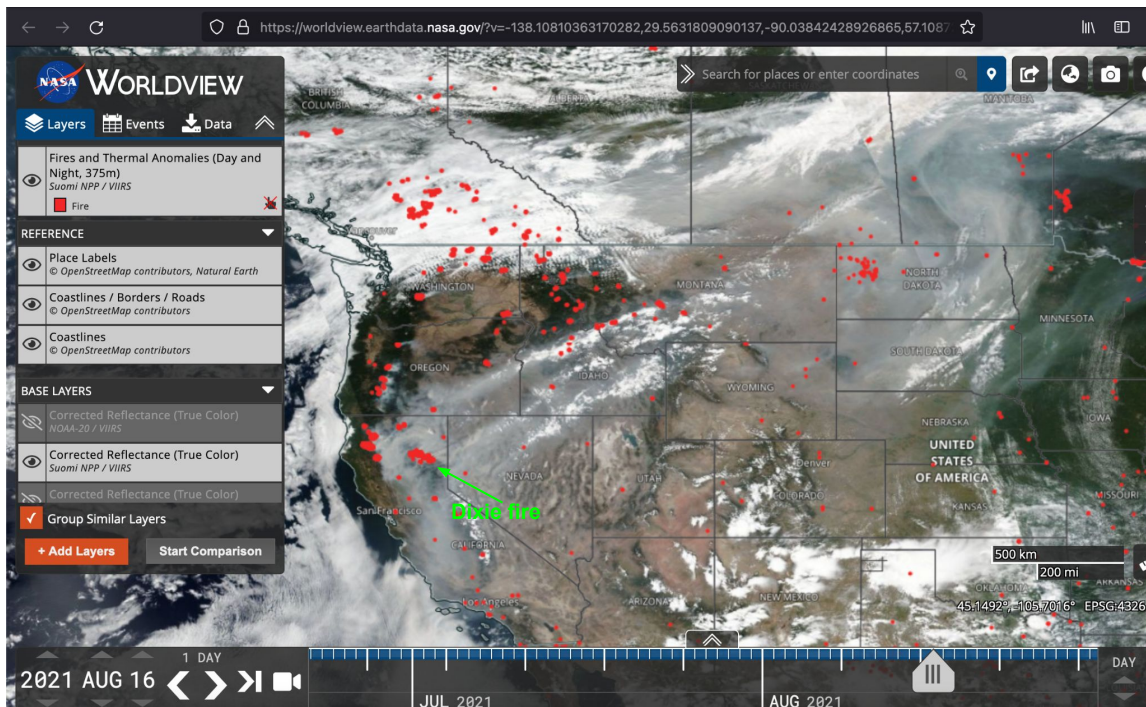 https://worldview.earthdata.nasa.gov/?v=-138.10810363170282,29.5631809090137,-90.03842428926865,57.1087
NASA WORLDVIEW
Layers Events Data
Fires and Thermal Anomalies (Day and
Night, 375m)
Suomi NPP / VIIRS
Fire
REFERENCE
Place Labels
© OpenStreetMap contributors, Natural Earth
Coastlines / Borders / Roads
© OpenStreetMap contributors
Coastlines
© OpenStreetMap contributors
BASE LAYERS
Corrected Reflectance (True Color)
NOAA-20 / VIIRS
Corrected Reflectance (True Color)
Suomi NPP / VIIRS
Corrected Reflectance (True Color)
Group Similar Layers
+ Add Layers Start Comparison
Search for places or enter coordinates
BRITISH
COLUMBIA
ALBERTA
MANITOBA
WASHINGTON
MONTANA
NORTH
DAKOTA
MINNESOTA
OREGON
IDAHO
SOUTH DAKOTA
WYOMING
IOWA
NEBRASKA
UNITED
STATES
OF AMERICA
NEVADA
UTAH
Denver
COLORADO
KANSAS
MISSOURI
San Francisco
Dixie fire
CALIFORNIA
Los Angeles
ARIZONA
NEW MEXICO
OKLAHOMA
ARKANSAS
500 km
200 mi
45.1492°, -105.7016° EPSG:4326
2021 AUG 16
1 DAY
JUL 2021
AUG 2021
DAY